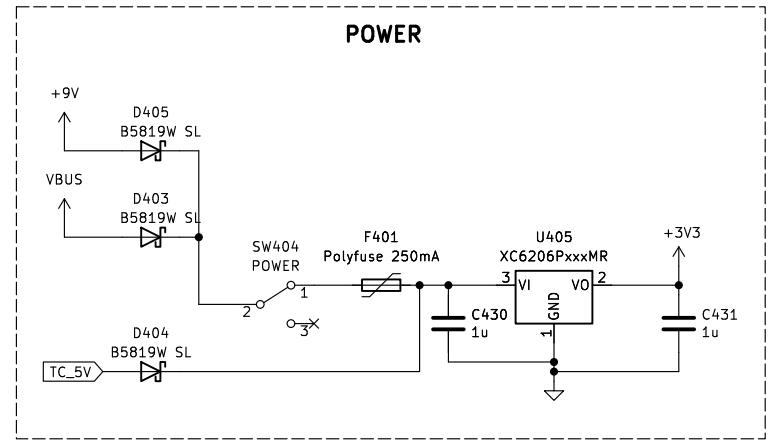 POWER
+9V
D405
B5819W SL
VBUS
D403
B5819W SL
SW404
POWER
1
2
3
F401
Polyfuse 250mA
U405
XC6206PxxxMR
3
VI
VO
2
GND
1
+3V3
C430
1u
C431
1u
D404
B5819W SL
TC_5V